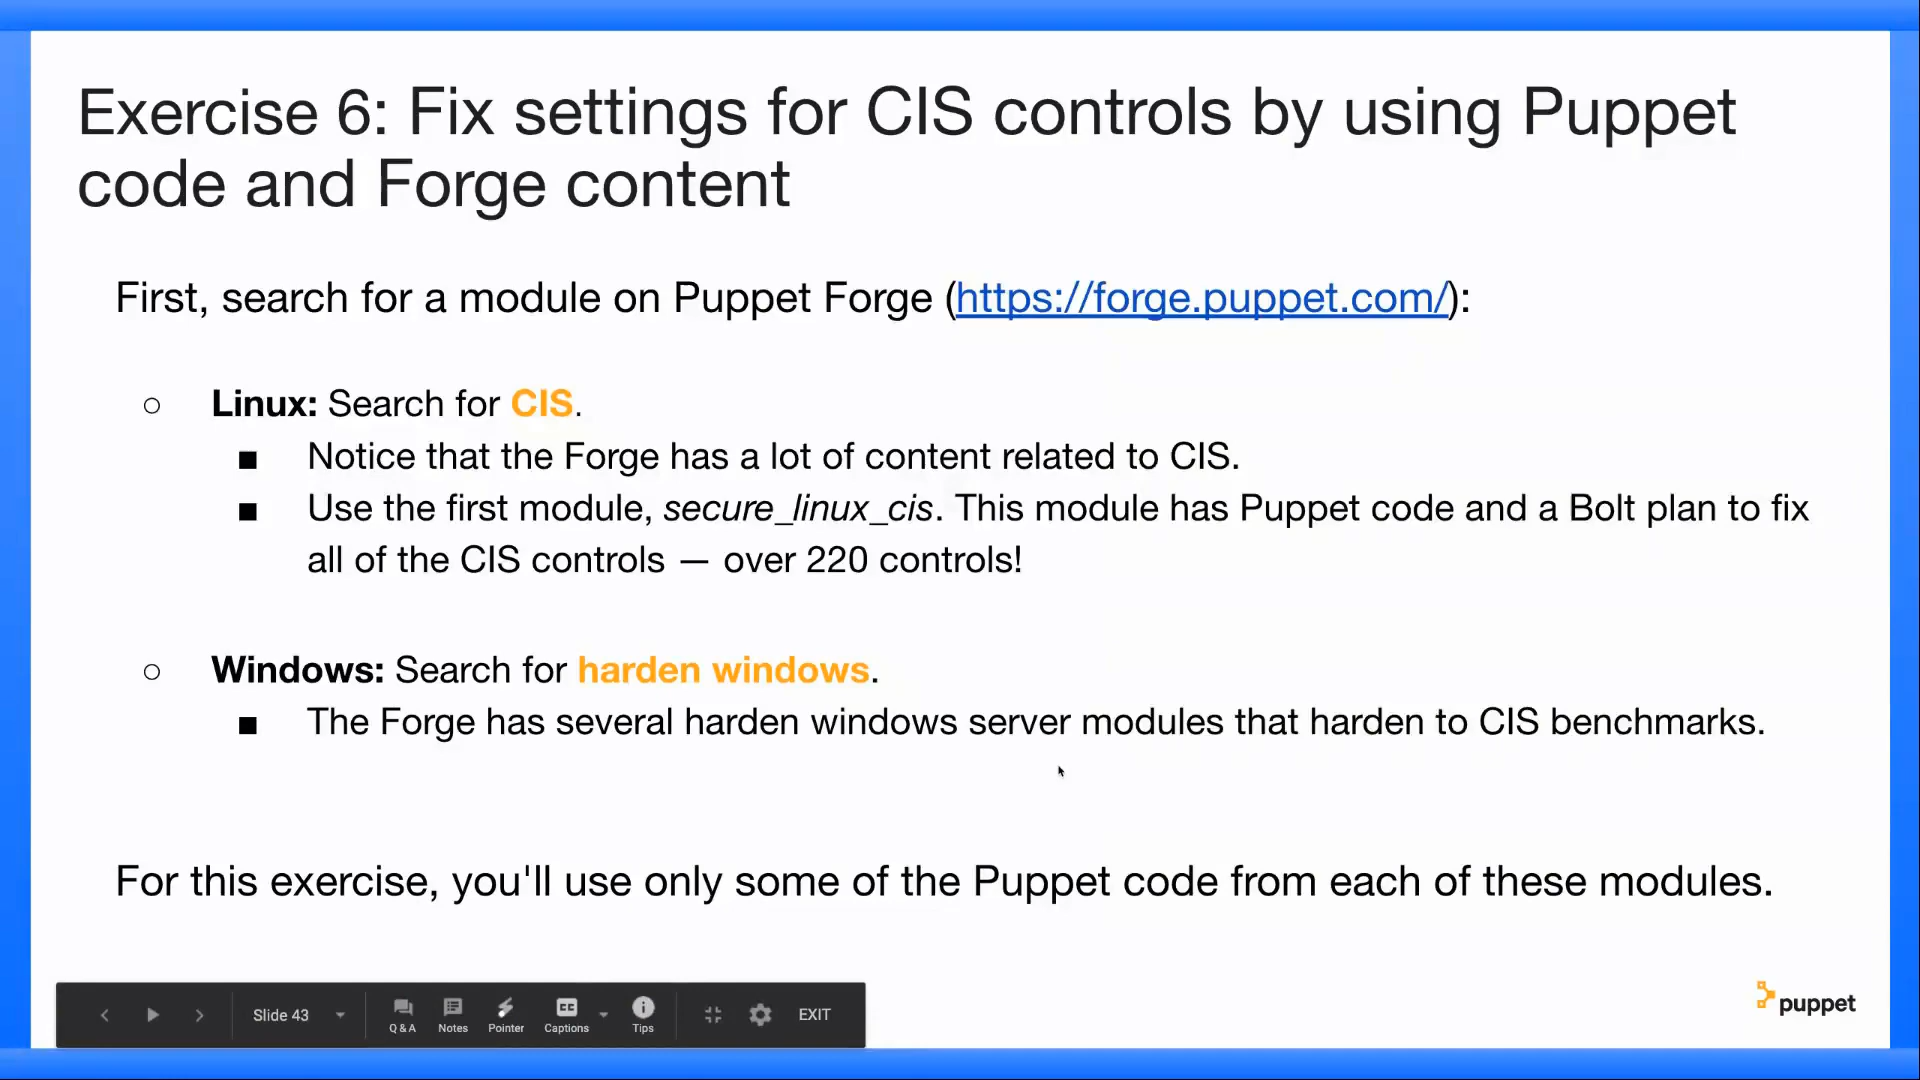 Exercise 6: Fix settings for CIS controls by using Puppet
code and Forge content
First, search for a module on Puppet Forge (https://forge.puppet.com/):
○ Linux: Search for CIS.
■ Notice that the Forge has a lot of content related to CIS.
■ Use the first module, secure_linux_cis. This module has Puppet code and a Bolt plan to fix
all of the CIS controls — over 220 controls!
○ Windows: Search for harden windows.
■ The Forge has several harden windows server modules that harden to CIS benchmarks.
For this exercise, you'll use only some of the Puppet code from each of these modules.
puppet
Slide 43 Q & A Notes Pointer CC Captions Tips EXIT